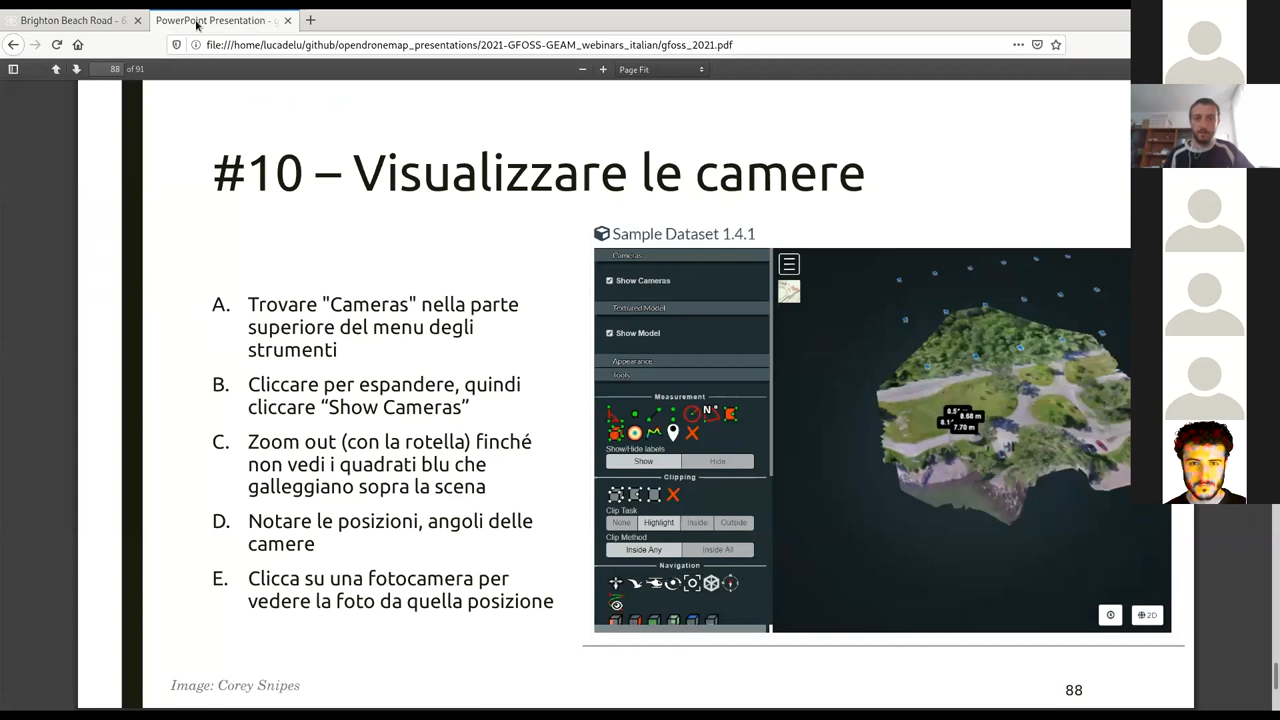 Brighton Beach Road - 6.
PowerPoint Presentation - g
file:///home/lucadelu/github/opendronemap_presentations/2021-GFOSS-GEAM_webinars_italian/gfoss_2021.pdf
88 of 91
Page Fit
#10 – Visualizzare le camere
A. Trovare "Cameras" nella parte
superiore del menu degli
strumenti
B. Cliccare per espandere, quindi
cliccare “Show Cameras”
C. Zoom out (con la rotella) finché
non vedi i quadrati blu che
galleggiano sopra la scena
D. Notare le posizioni, angoli delle
camere
E. Clicca su una fotocamera per
vedere la foto da quella posizione
Sample Dataset 1.4.1
Cameras
Show Cameras
Textured Model
Show Model
Appearance
Tools
Measurement
N°
Show/Hide labels
Show Hide
Clipping
Clip Task
None Highlight Inside Outside
Clip Method
Inside Any Inside All
Navigation
8.68 m
7.70 m
2D
Image: Corey Snipes
88